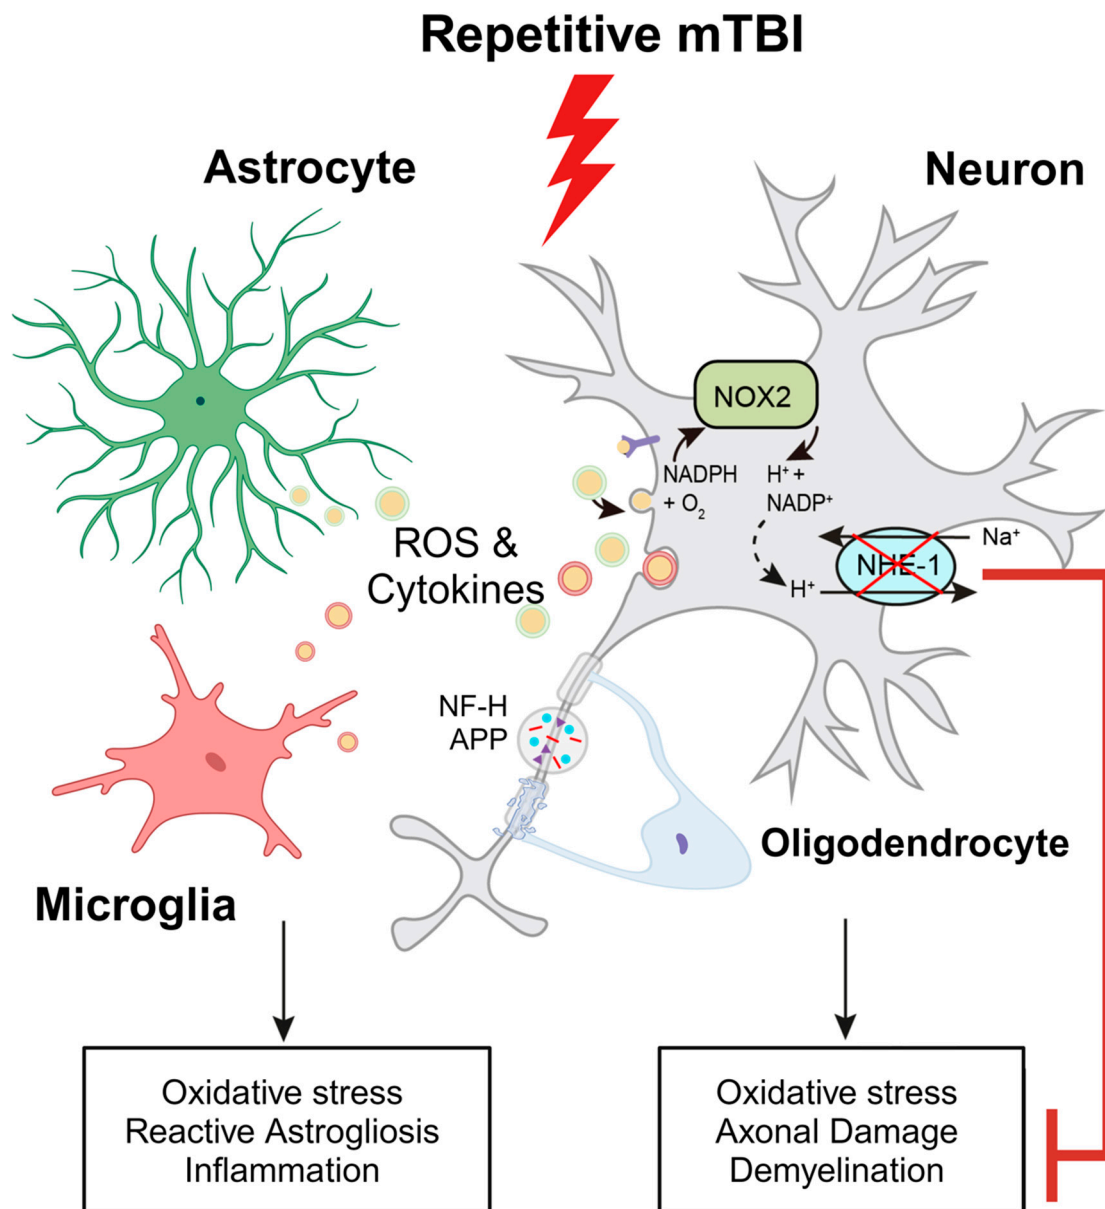 Repetitive mTBI
Astrocyte
Neuron
NOX2
NADPH
+ O₂
H⁺ +
NADP⁺
ROS &
Cytokines
Na⁺
NHE-1
H⁺
NF-H
APP
Oligodendrocyte
Microglia
Oxidative stress
Reactive Astrogliosis
Inflammation
Oxidative stress
Axonal Damage
Demyelination